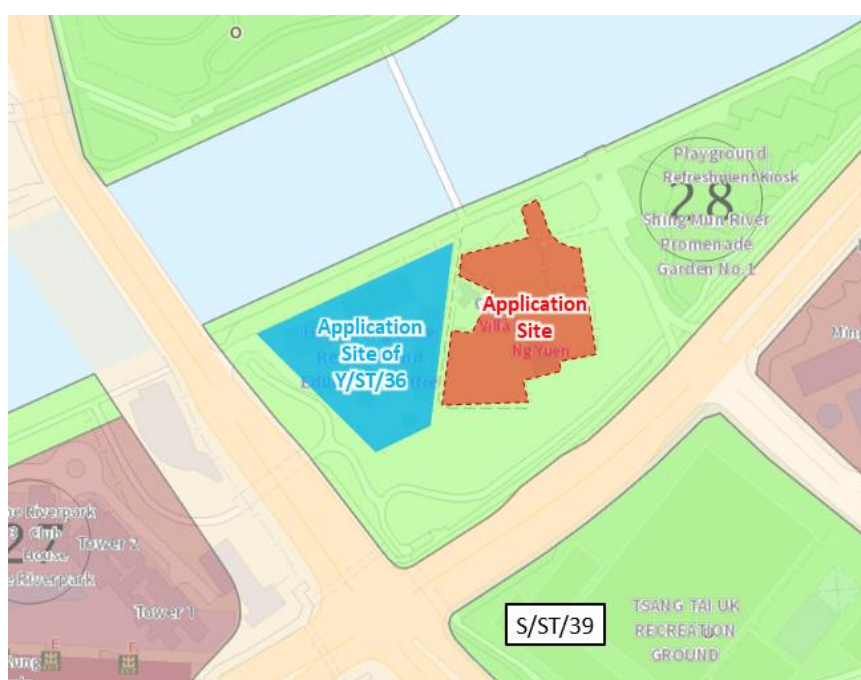 O
Playground
Refreshment Kiosk
28
Shing Mun River
Promenade
Garden No.1
Application
Site
Villa
Ng Yuen
Application
Site of
Y/ST/36
Riverpark
Club
House
Riverpark
27
Tower 2
Tower 1
S/ST/39
TSANG TAI UK
RECREATION
GROUND